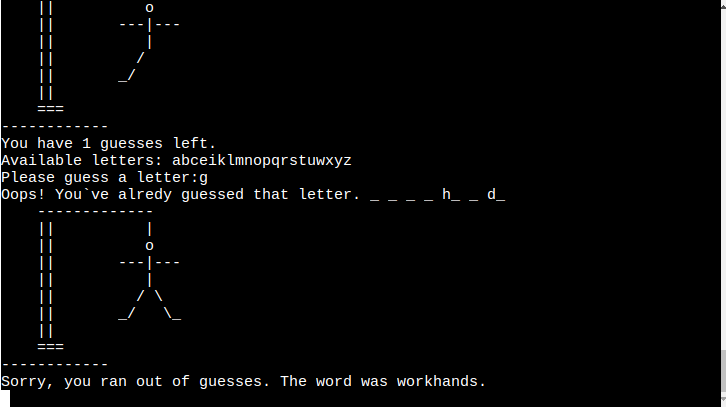 ||          o
    ||       ---|---
    ||          |
    ||         /
    ||       _/
    ||
    ===
------------
You have 1 guesses left.
Available letters: abceiklmnopqrstuwxyz
Please guess a letter:g
Oops! You`ve alredy guessed that letter. _ _ _ _ h_ _ d_
    -------------
    ||          |
    ||          o
    ||       ---|---
    ||          |
    ||         / \
    ||       _/   \_
    ||
    ===
------------
Sorry, you ran out of guesses. The word was workhands.